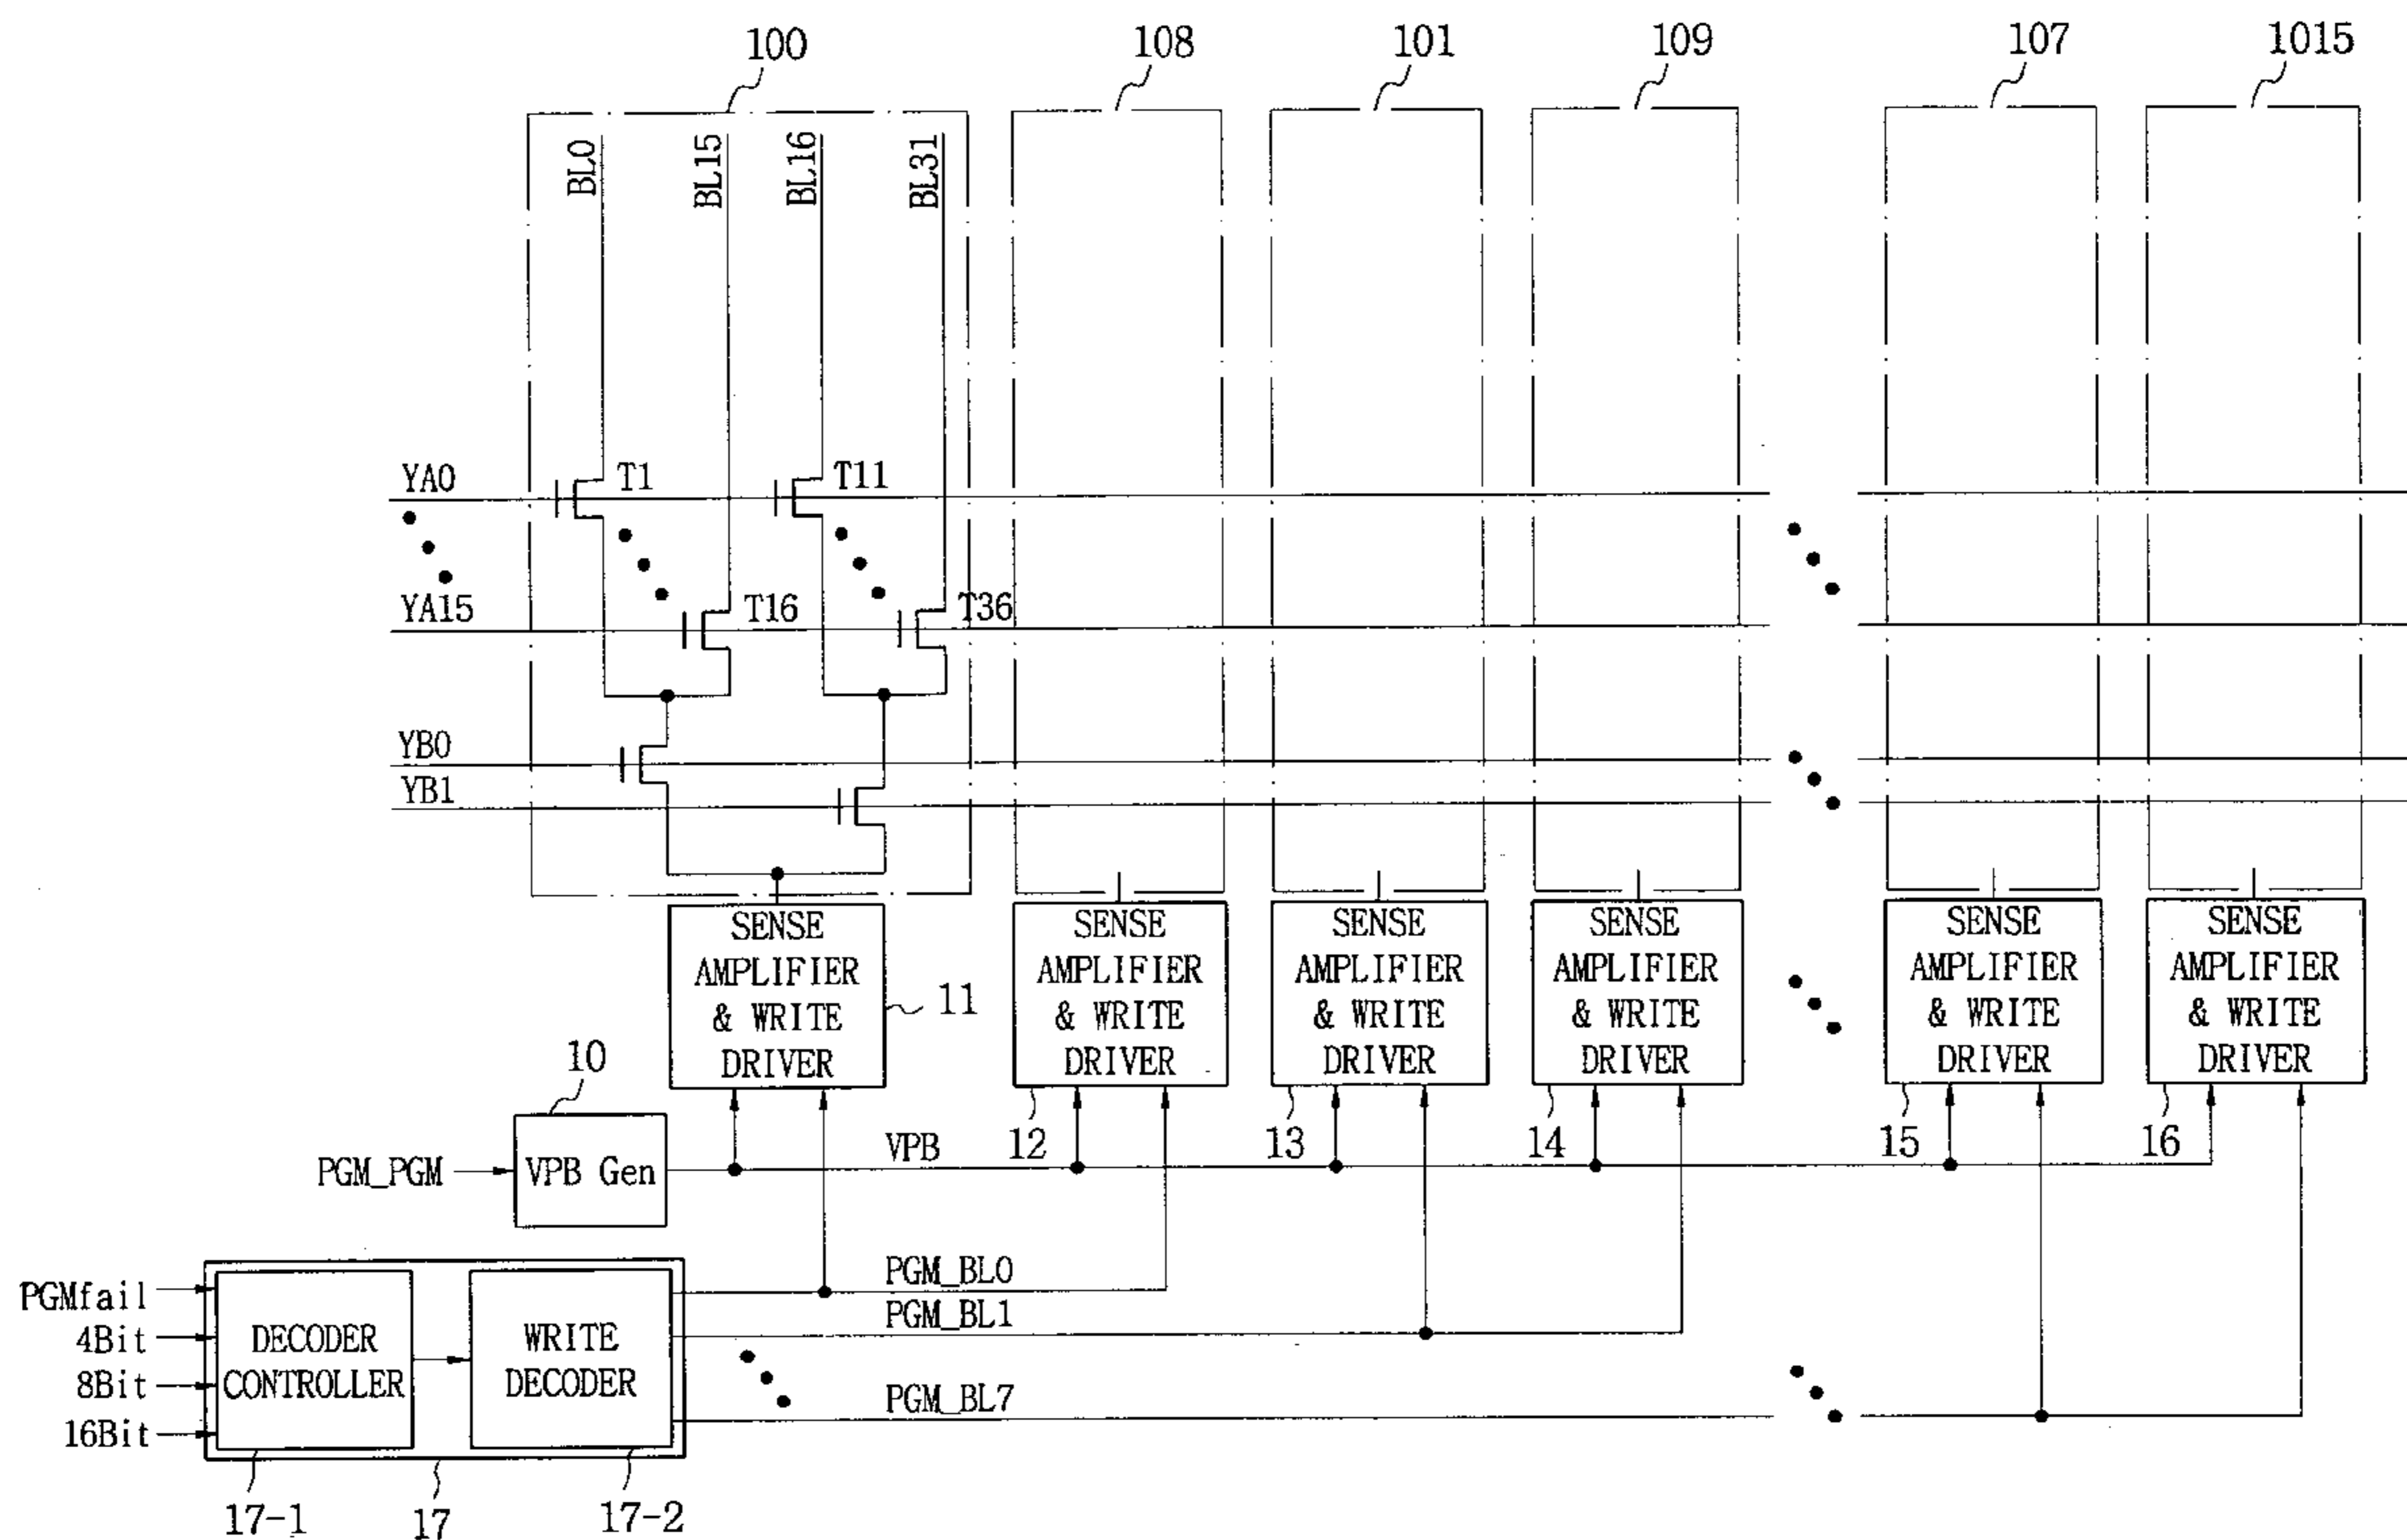 100
108
101
109
107
1015
BL0
BL15
BL16
BL31
YA0
T1
T11
YA15
T16
T36
YB0
YB1
SENSE
AMPLIFIER
& WRITE
DRIVER
11
SENSE
AMPLIFIER
& WRITE
DRIVER
12
SENSE
AMPLIFIER
& WRITE
DRIVER
13
SENSE
AMPLIFIER
& WRITE
DRIVER
14
SENSE
AMPLIFIER
& WRITE
DRIVER
15
SENSE
AMPLIFIER
& WRITE
DRIVER
16
10
PGM_PGM
VPB Gen
VPB
PGMfail
4Bit
8Bit
16Bit
DECODER
CONTROLLER
WRITE
DECODER
PGM_BL0
PGM_BL1
PGM_BL7
17-1
17
17-2